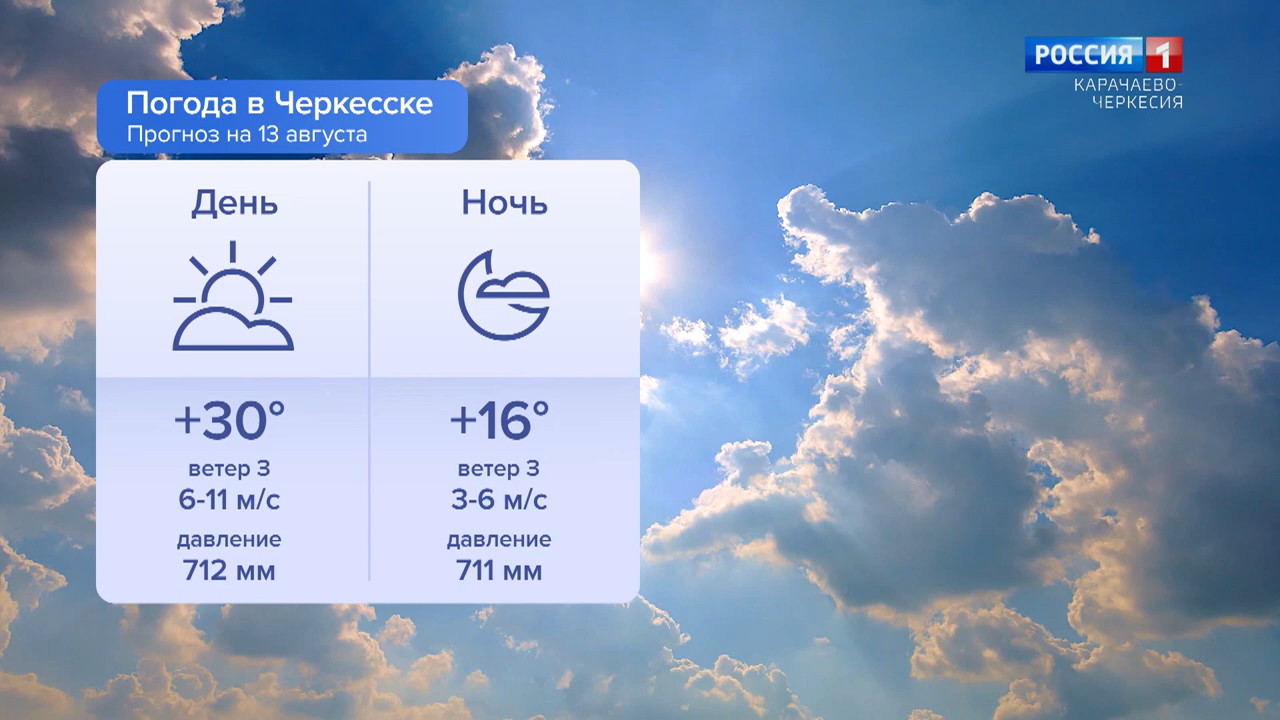 РОССИЯ 1
КАРАЧАЕВО-
ЧЕРКЕСИЯ
Погода в Черкесске
Прогноз на 13 августа
День
Ночь
+30°
+16°
ветер З
ветер З
6-11 м/с
3-6 м/с
давление
давление
712 мм
711 мм